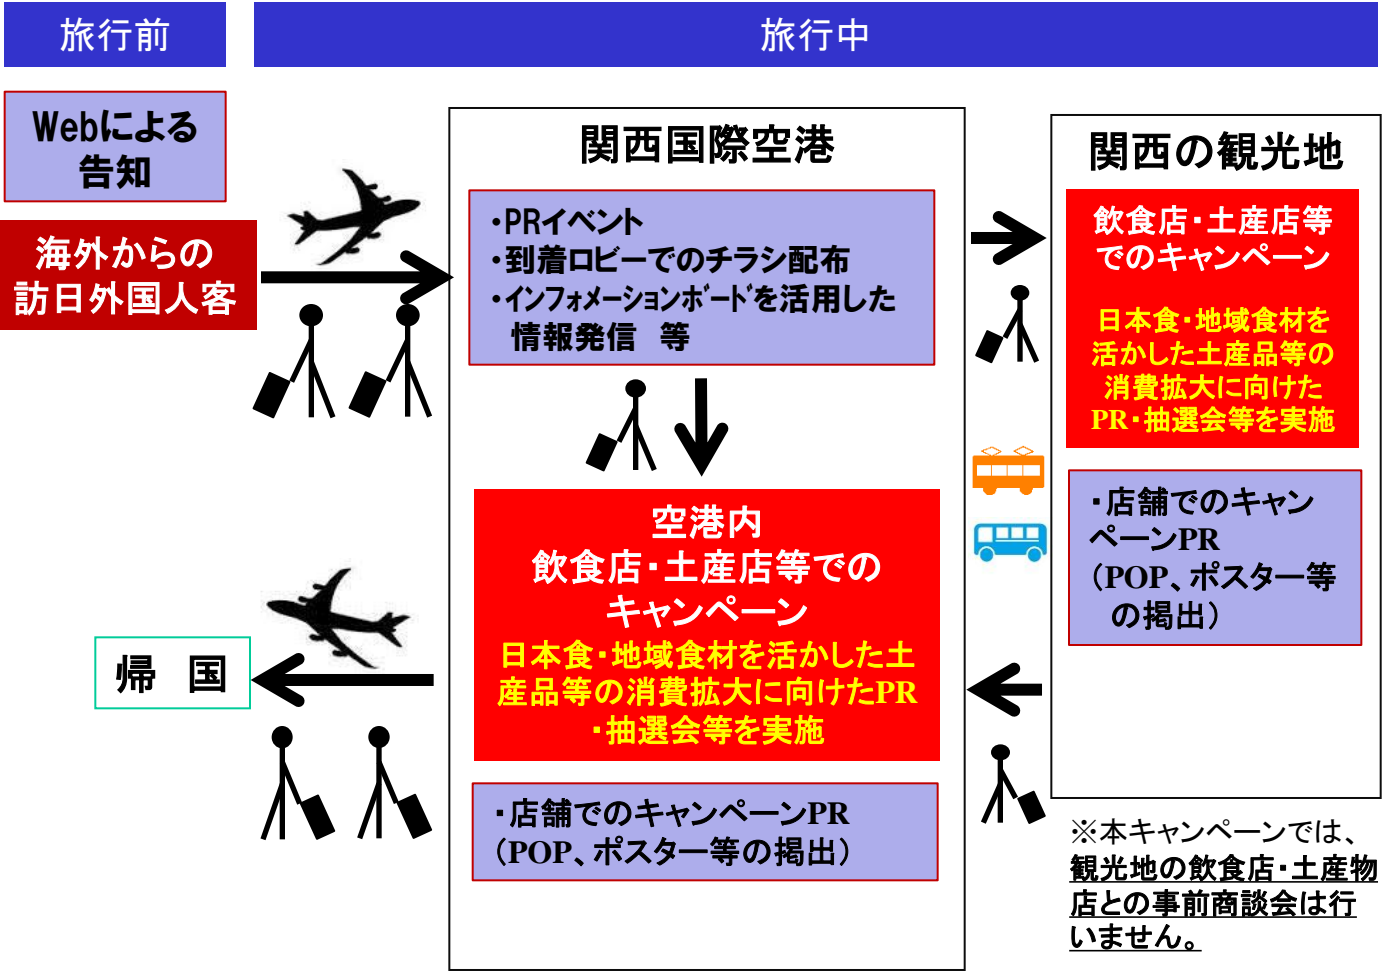 旅行前
旅行中
Webによる
告知
海外からの
訪日外国人客
関西国際空港
・PRイベント
・到着ロビーでのチラシ配布
・インフォメーションボードを活用した
情報発信　等
空港内
飲食店・土産店等での
キャンペーン
日本食・地域食材を活かした土
産品等の消費拡大に向けたPR
・抽選会等を実施
・店舗でのキャンペーンPR
（POP、ポスター等の掲出）
関西の観光地
飲食店・土産店等
でのキャンペーン
日本食・地域食材を
活かした土産品等の
消費拡大に向けた
PR・抽選会等を実施
・店舗でのキャン
ペーンPR
（POP、ポスター等
の掲出）
帰　国
※本キャンペーンでは、
観光地の飲食店・土産物
店との事前商談会は行
いません。